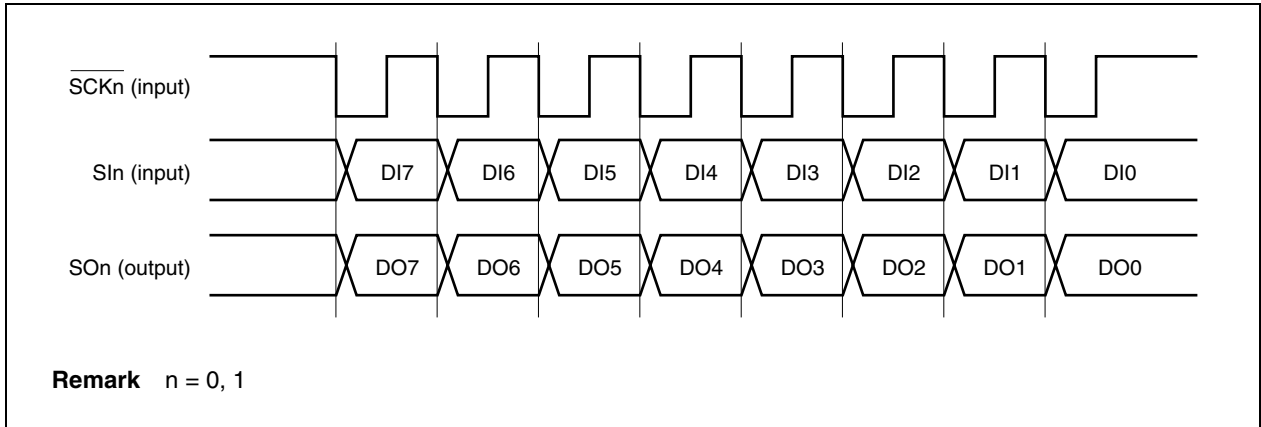 SCKn (input)
SIn (input) DI7 DI6 DI5 DI4 DI3 DI2 DI1 DI0
SOn (output) DO7 DO6 DO5 DO4 DO3 DO2 DO1 DO0
Remark n = 0, 1